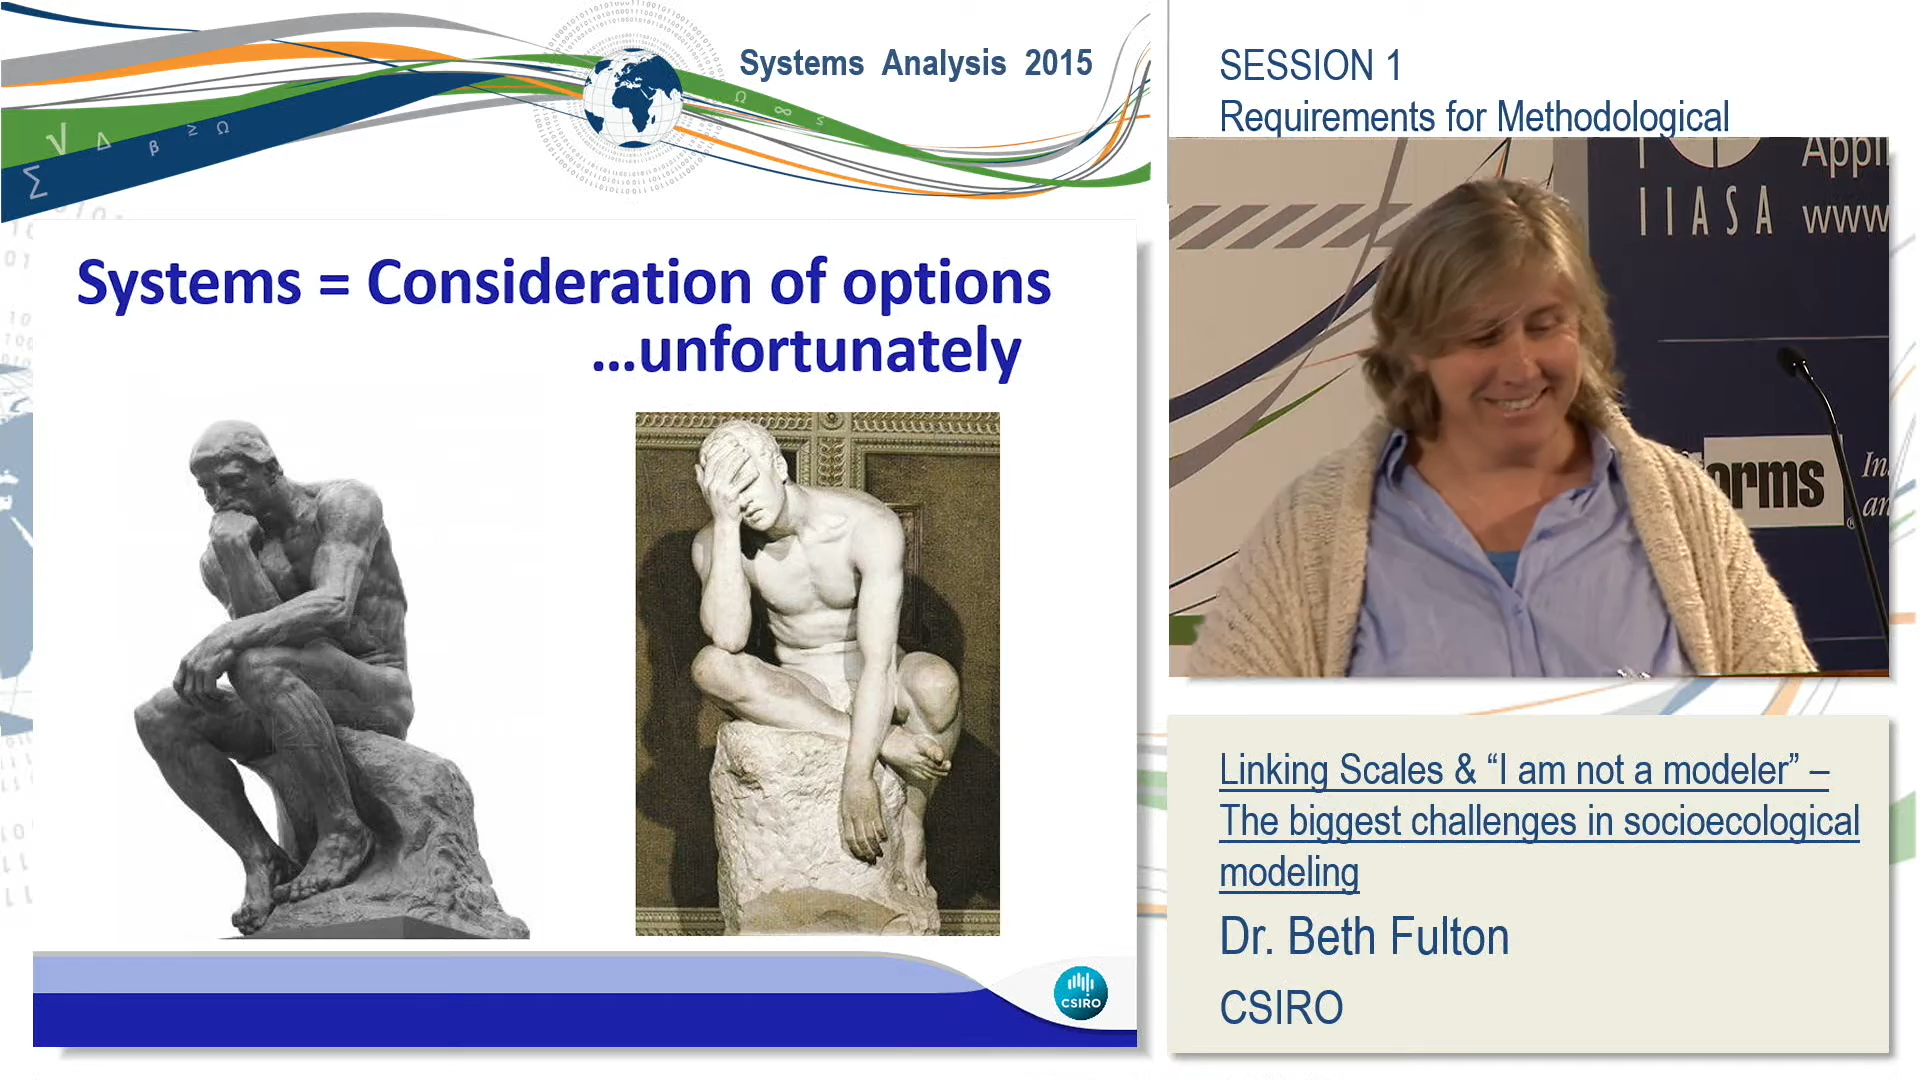 Systems Analysis 2015
Systems = Consideration of options
...unfortunately
CSIRO
SESSION 1
Requirements for Methodological
IIASA
www
Linking Scales & “I am not a modeler” –
The biggest challenges in socioecological
modeling
Dr. Beth Fulton
CSIRO